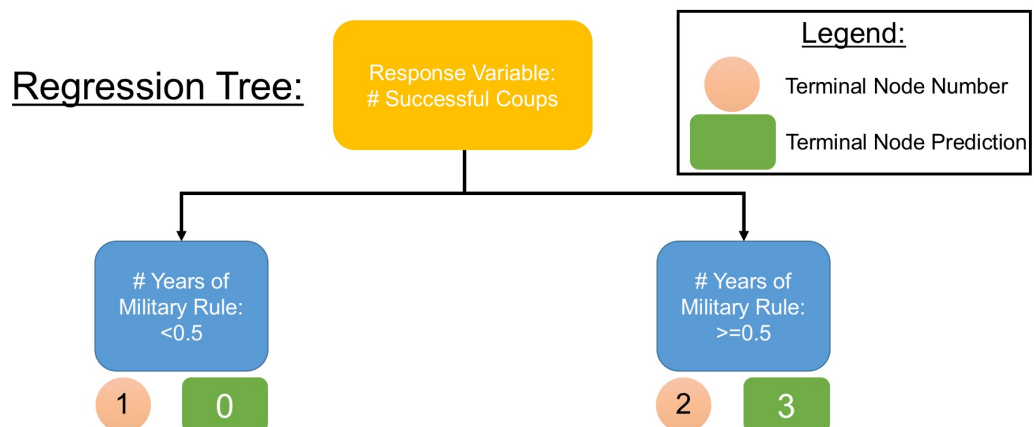 Regression Tree:
Response Variable:
# Successful Coups
Legend:
Terminal Node Number
Terminal Node Prediction
# Years of
Military Rule:
<0.5
1
0
# Years of
Military Rule:
>=0.5
2
3